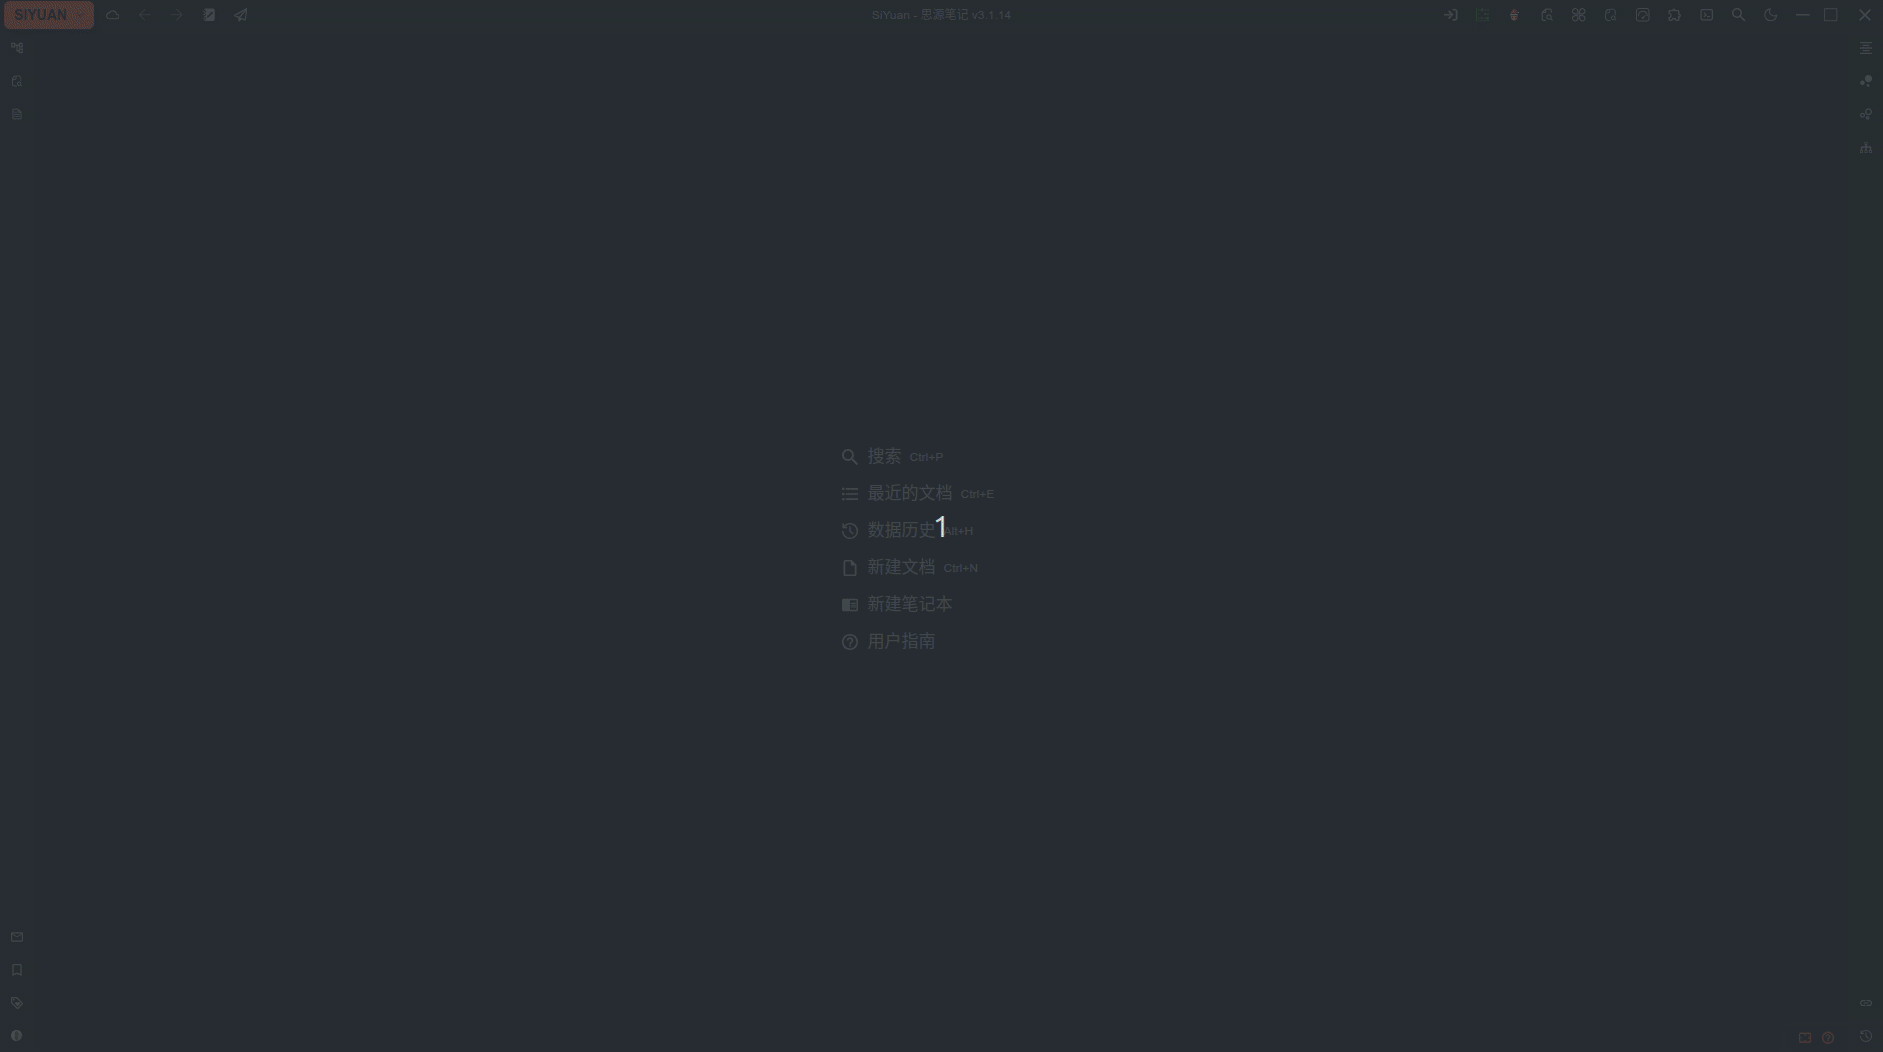 SIYUAN
SiYuan - 思源笔记 v3.1.14
搜索 Ctrl+P
最近的文档 Ctrl+E
数据历史 Alt+H
1
新建文档 Ctrl+N
新建笔记本
用户指南